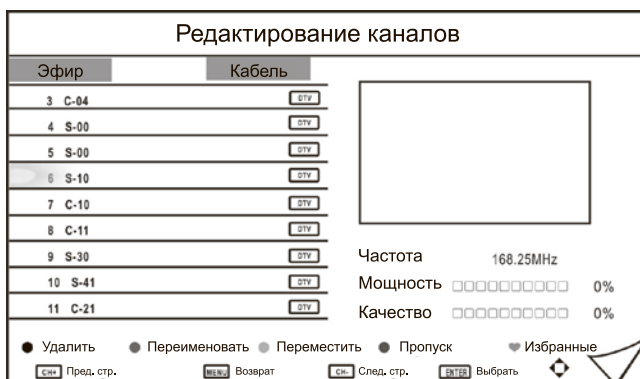 Редактирование каналов
Эфир Кабель
3 C-04 DTV
4 S-00 DTV
5 S-00 DTV
6 S-10 DTV
7 C-10 DTV
8 C-11 DTV
9 S-30 DTV
10 S-41 DTV
11 C-21 DTV
Частота 168.25MHz
Мощность 0%
Качество 0%
Удалить Переименовать Переместить Пропуск Избранные
CH+ Пред. стр. MENU Возврат CH- След. стр. ENTER Выбрать